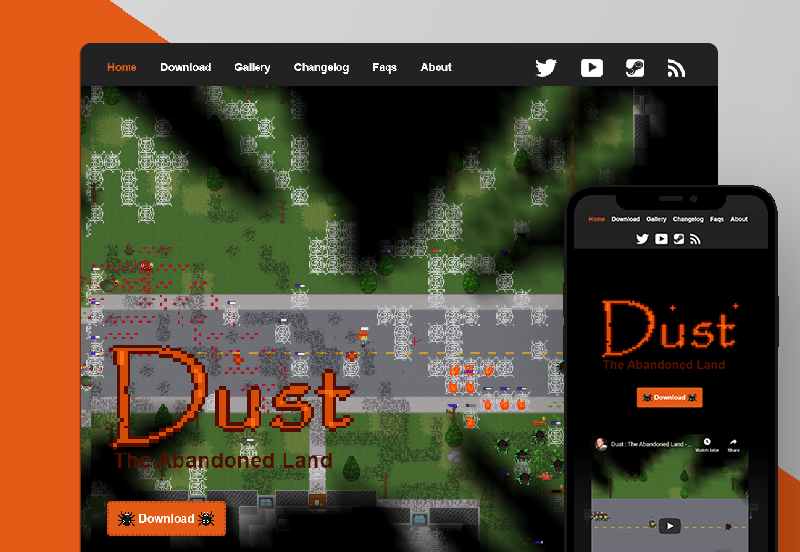 Home Download Gallery Changelog Faqs About
Dust
The Abandoned Land
Download
Home Download Gallery Changelog Faqs About
Dust
The Abandoned Land
Download
Dust : The Abandoned Land -...
Watch later Share